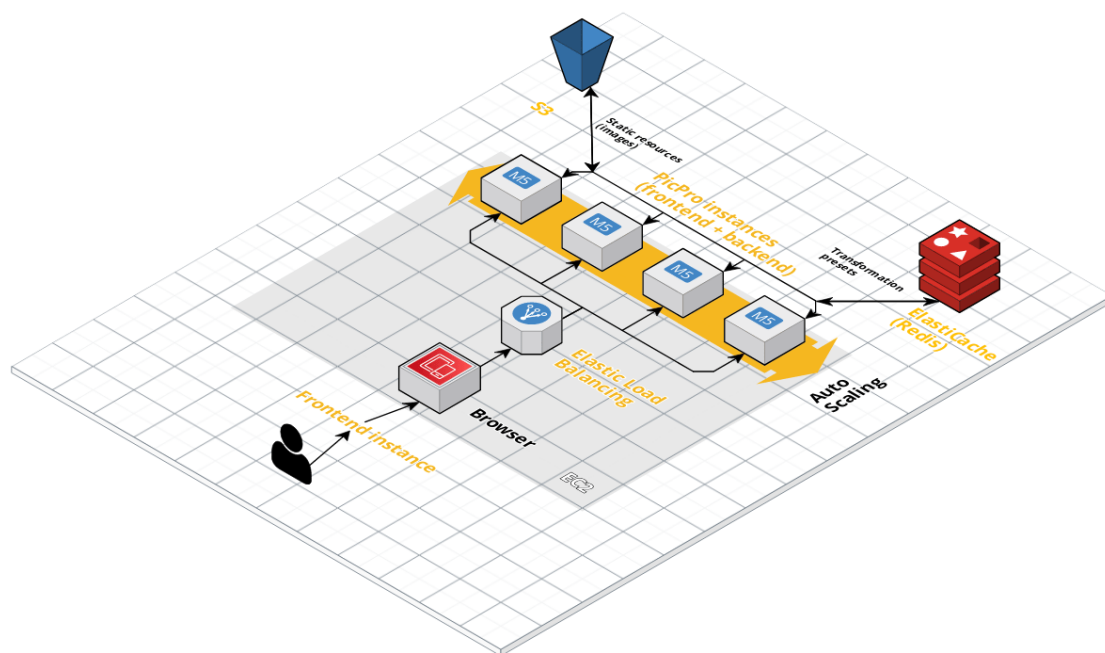 S3
Static resources
(images)
M5
PicPro instances
(frontend + backend)
M5
M5
M5
Transformation
presets
ElastiCache
(Redis)
Elastic Load
Balancing
Auto
Scaling
Frontend instance
Browser
EC2